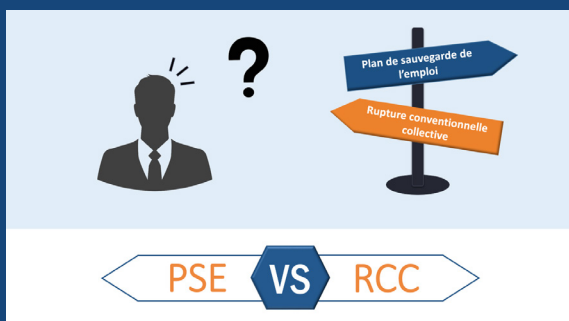 ?
Plan de sauvegarde de
l'emploi
Rupture conventionnelle
collective
PSE VS RCC